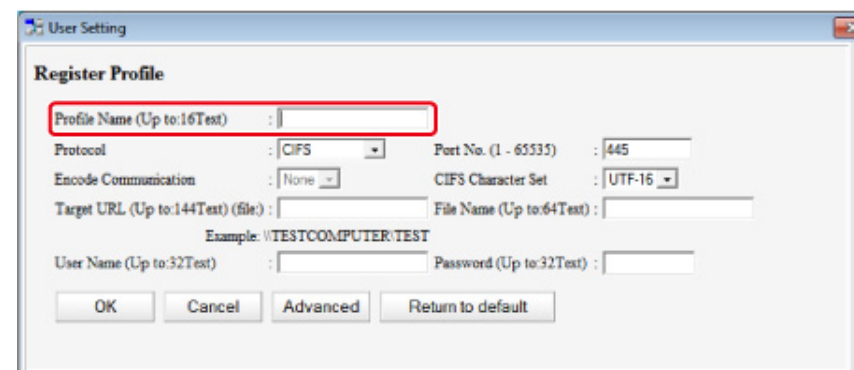 User Setting
Register Profile
Profile Name (Up to:16Text) :
Protocol : CIFS Port No. (1 - 65535) : 445
Encode Communication : None CIFS Character Set : UTF-16
Target URL (Up to:144Text) (file:) : File Name (Up to:64Text) :
Example: \\TESTCOMPUTER\TEST
User Name (Up to:32Text) : Password (Up to:32Text) :
OK Cancel Advanced Return to default